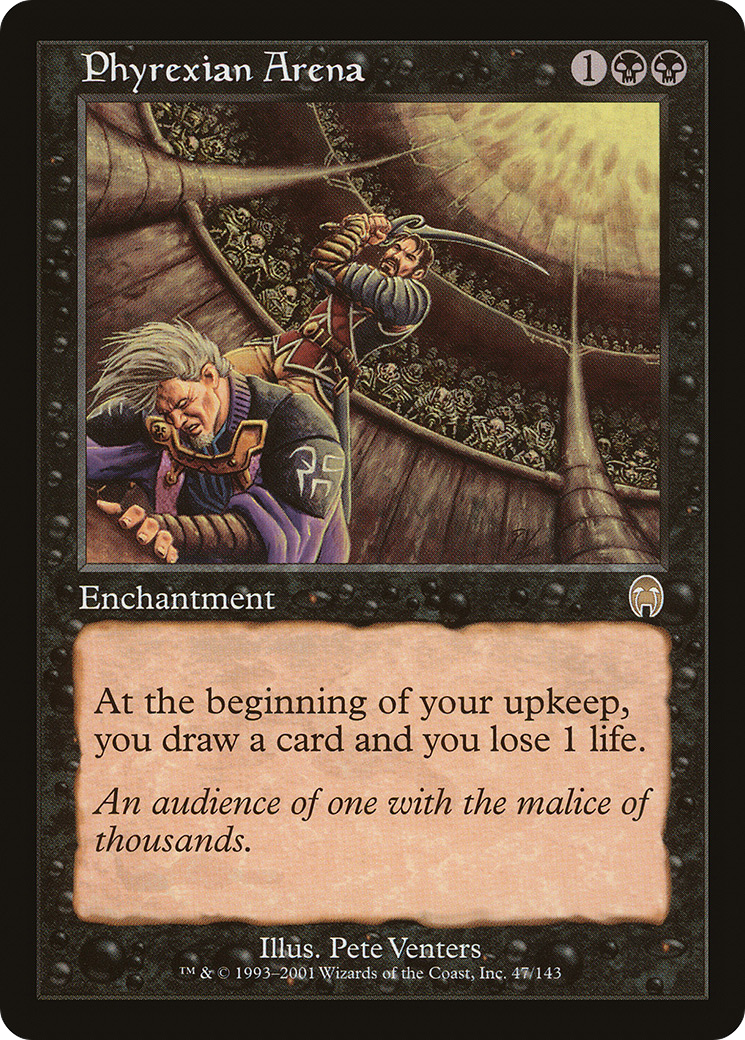 Phyrexian Arena 1
Enchantment
At the beginning of your upkeep,
you draw a card and you lose 1 life.
An audience of one with the malice of
thousands.
Illus. Pete Venters
™ & © 1993–2001 Wizards of the Coast, Inc. 47/143